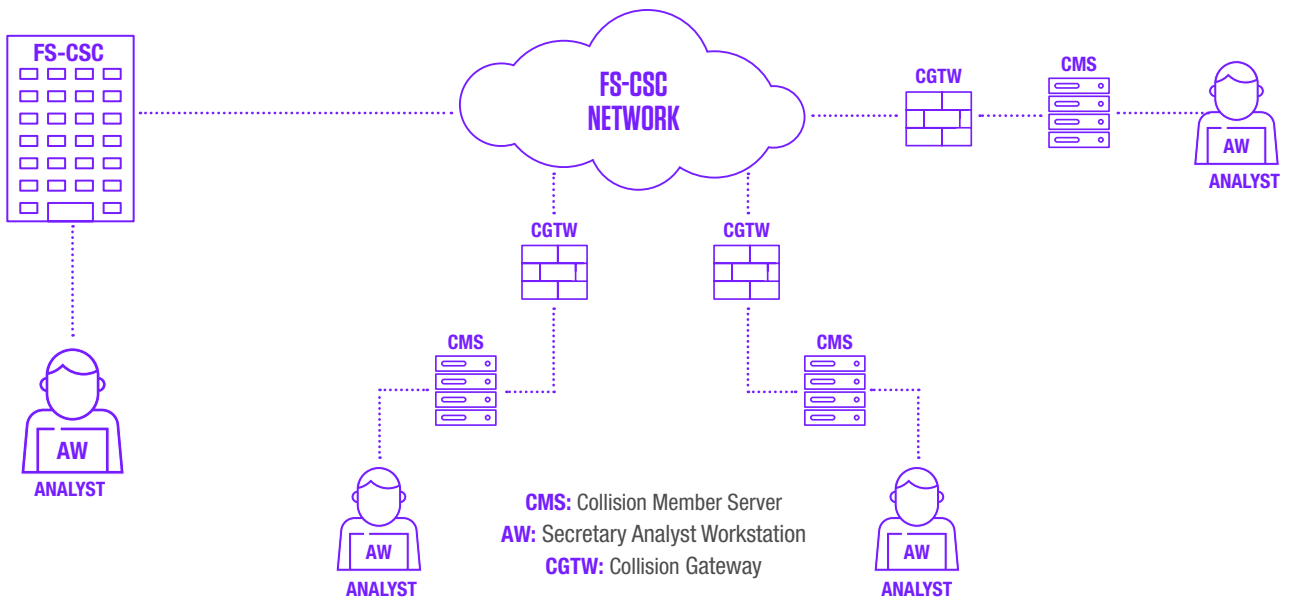 FS-CSC
FS-CSC
NETWORK
CGTW
CMS
AW
ANALYST
CGTW
CGTW
CMS
CMS
AW
ANALYST
AW
ANALYST
AW
ANALYST
CMS: Collision Member Server
AW: Secretary Analyst Workstation
CGTW: Collision Gateway